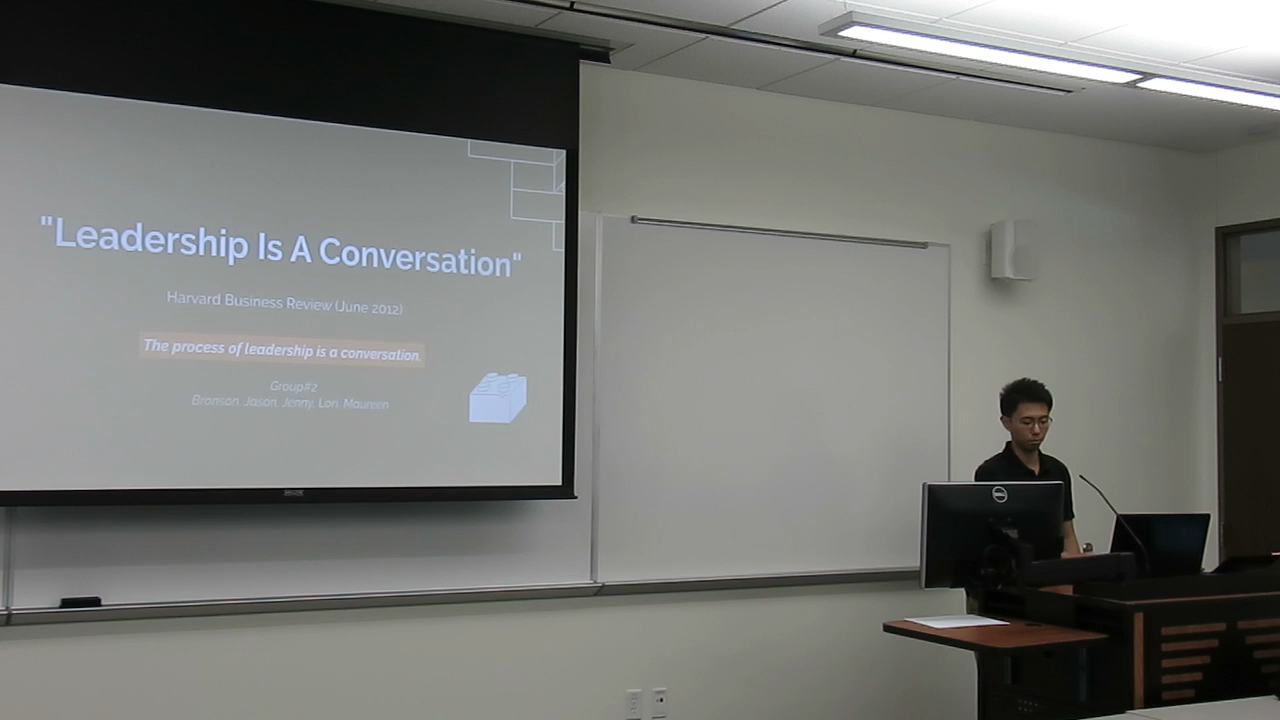 "Leadership Is A Conversation"
Harvard Business Review (June 2012)
The process of leadership is a conversation.
Group#2
Bronson, Jason, Jenny, Lori, Maureen
DELL